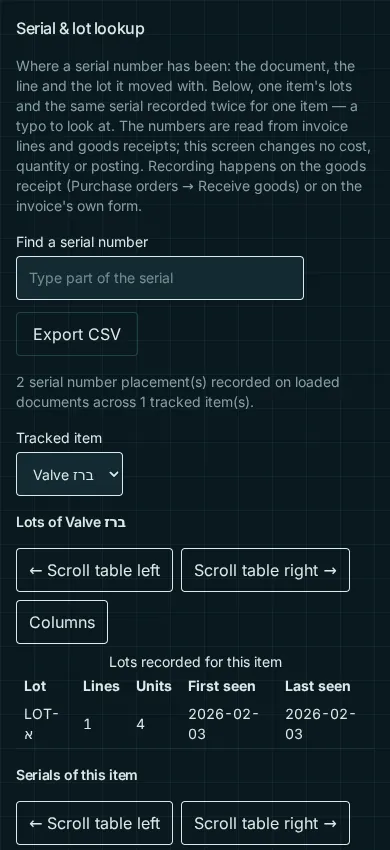 Serial & lot lookup
Where a serial number has been: the document, the
line and the lot it moved with. Below, one item's lots
and the same serial recorded twice for one item — a
typo to look at. The numbers are read from invoice
lines and goods receipts; this screen changes no cost,
quantity or posting. Recording happens on the goods
receipt (Purchase orders → Receive goods) or on the
invoice's own form.
Find a serial number
Type part of the serial
Export CSV
2 serial number placement(s) recorded on loaded
documents across 1 tracked item(s).
Tracked item
Valve ברז
Lots of Valve ברז
← Scroll table left Scroll table right →
Columns
Lots recorded for this item
Lot Lines Units First seen Last seen
LOT- 1 4 2026-02- 2026-02-
א 03 03
Serials of this item
← Scroll table left Scroll table right →